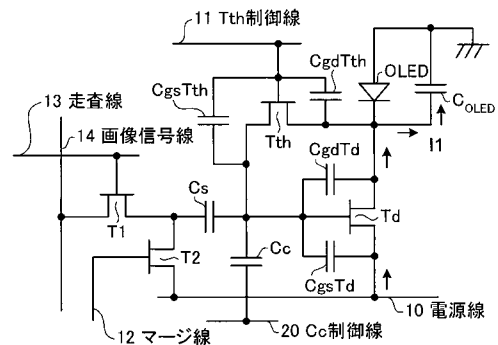 11 Tth制御線
CgdTth
OLED
CgsTth
COLED
13 走査線
14 画像信号線
Tth
I1
CgdTd
Cs
T1
Td
T2
Cc
CgsTd
10 電源線
12 マージ線
20 Cc制御線